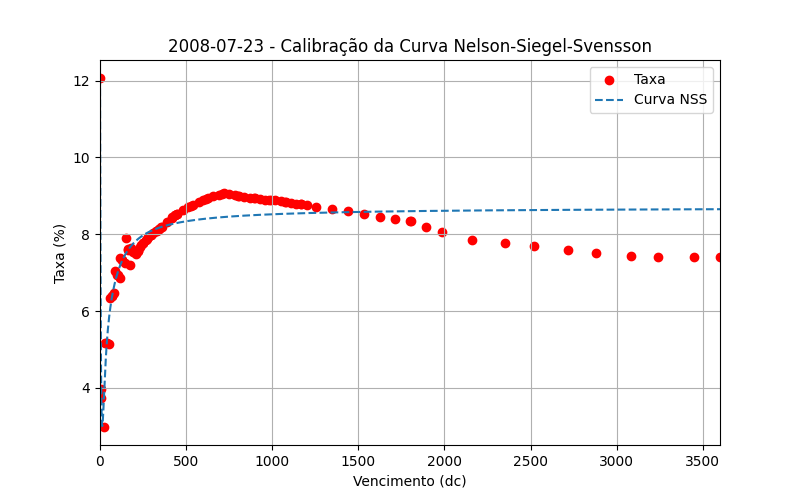 2008-07-23 - Calibração da Curva Nelson-Siegel-Svensson
Taxa
Curva NSS
Taxa (%)
12
10
8
6
4
0 500 1000 1500 2000 2500 3000 3500
Vencimento (dc)